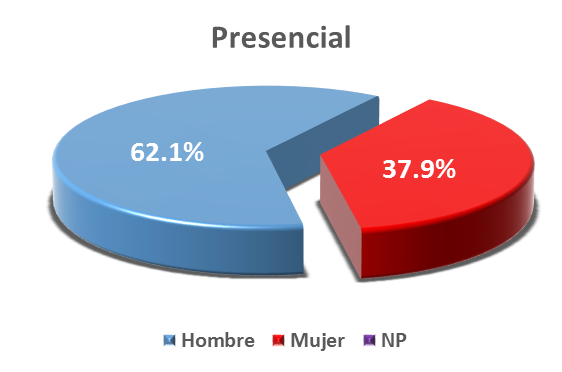 Presencial
62.1%
37.9%
Hombre Mujer NP